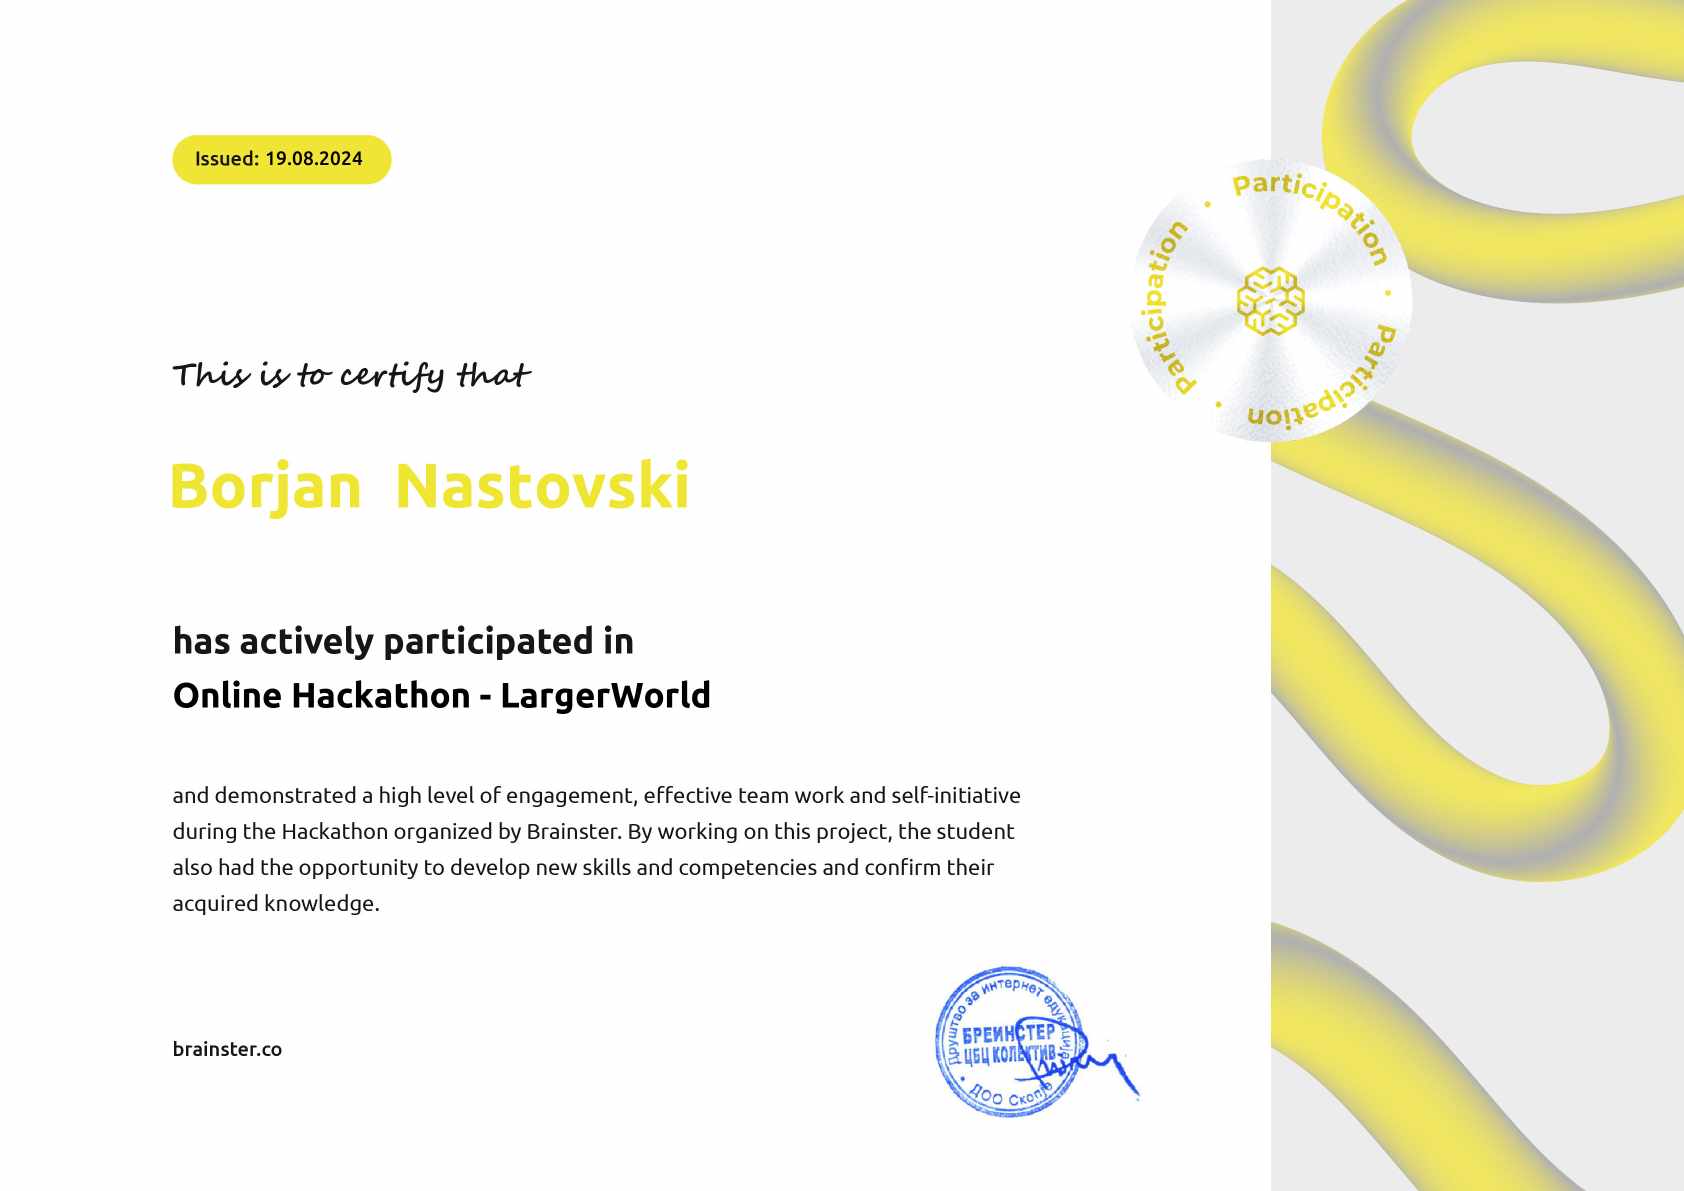 Issued: 19.08.2024
Participation · Participation · Participation ·
This is to certify that
Borjan Nastovski
has actively participated in
Online Hackathon - LargerWorld
and demonstrated a high level of engagement, effective team work and self-initiative
during the Hackathon organized by Brainster. By working on this project, the student
also had the opportunity to develop new skills and competencies and confirm their
acquired knowledge.
Друштво за интернет едукација
БРЕИНСТЕР
ЦБЦ КОЛЕКТИВ
ДОО Скопје
brainster.co